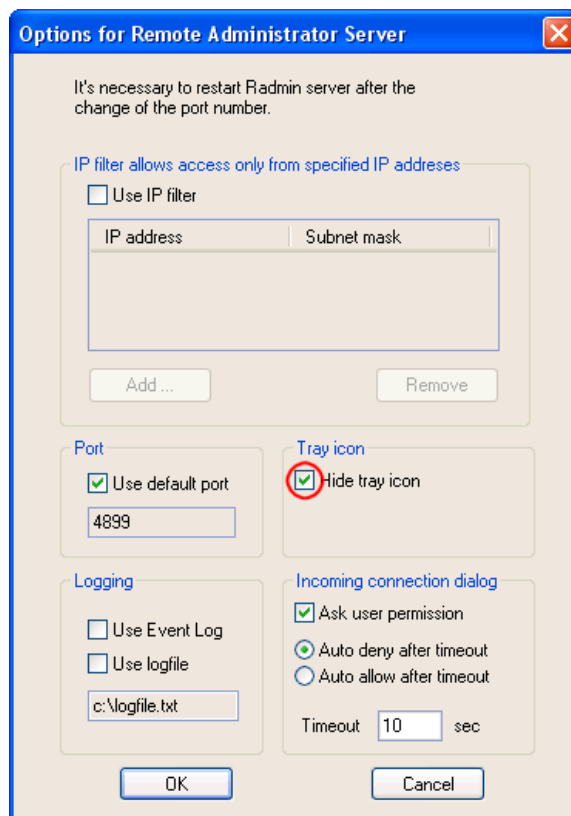 Options for Remote Administrator Server
It's necessary to restart Radmin server after the
change of the port number.
IP filter allows access only from specified IP addreses
Use IP filter
IP address Subnet mask
Add ... Remove
Port
Use default port
4899
Tray icon
Hide tray icon
Logging
Use Event Log
Use logfile
c:\logfile.txt
Incoming connection dialog
Ask user permission
Auto deny after timeout
Auto allow after timeout
Timeout 10 sec
OK Cancel